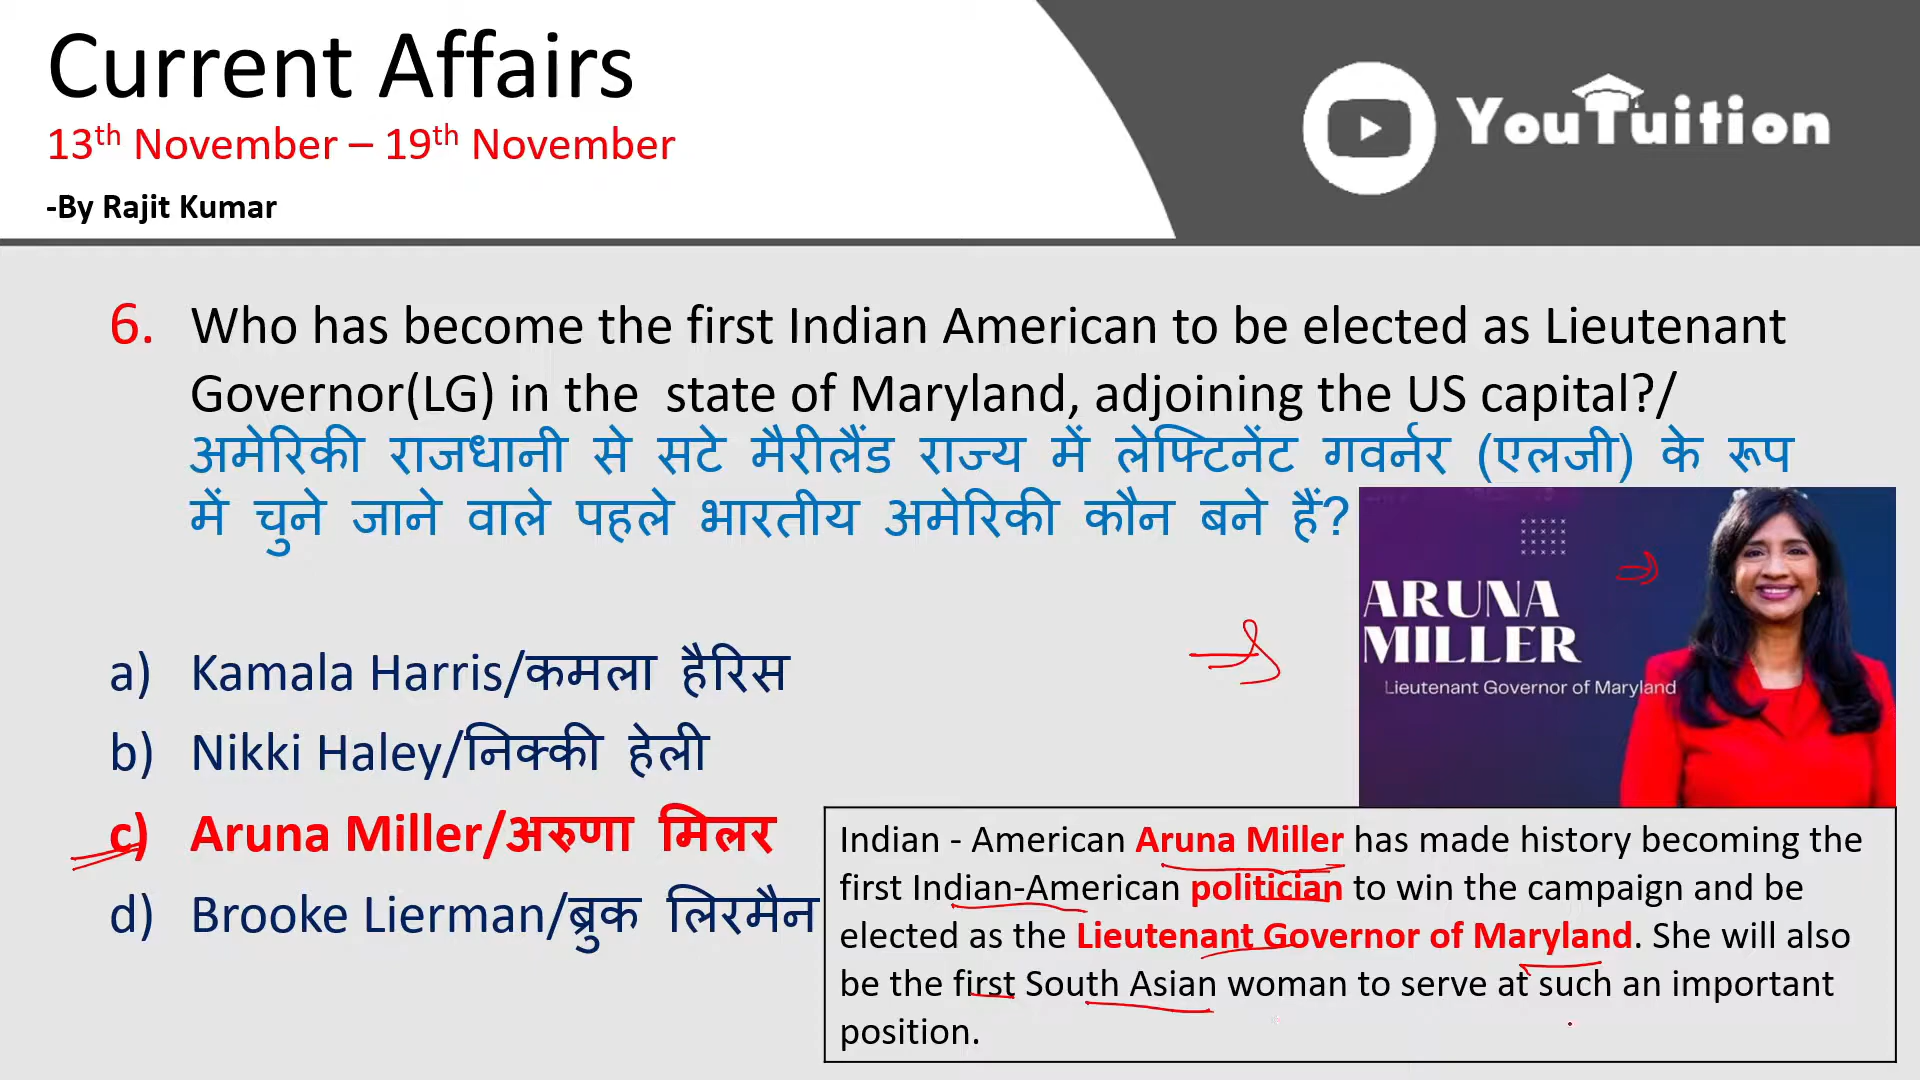 Current Affairs
13th November – 19th November
-By Rajit Kumar
YouTuition
6. Who has become the first Indian American to be elected as Lieutenant
Governor(LG) in the state of Maryland, adjoining the US capital?/
अमेरिकी राजधानी से सटे मैरीलैंड राज्य में लेफ्टिनेंट गवर्नर (एलजी) के रूप
में चुने जाने वाले पहले भारतीय अमेरिकी कौन बने हैं?
ARUNA
MILLER
Lieutenant Governor of Maryland
a) Kamala Harris/कमला हैरिस
b) Nikki Haley/निक्की हेली
c) Aruna Miller/अरुणा मिलर
d) Brooke Lierman/ब्रुक लिरमैन
Indian - American Aruna Miller has made history becoming the
first Indian-American politician to win the campaign and be
elected as the Lieutenant Governor of Maryland. She will also
be the first South Asian woman to serve at such an important
position.